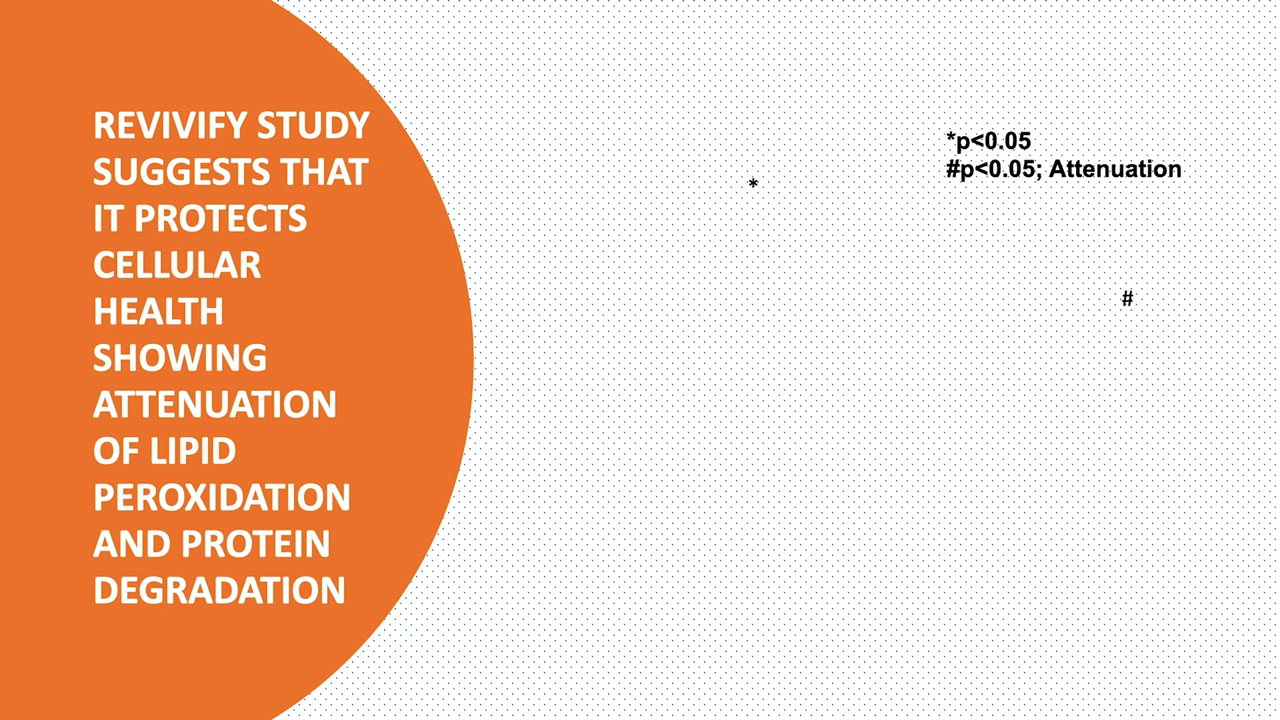 REVIVIFY STUDY
SUGGESTS THAT
IT PROTECTS
CELLULAR
HEALTH
SHOWING
ATTENUATION
OF LIPID
PEROXIDATION
AND PROTEIN
DEGRADATION
*p<0.05
#p<0.05; Attenuation
*
#